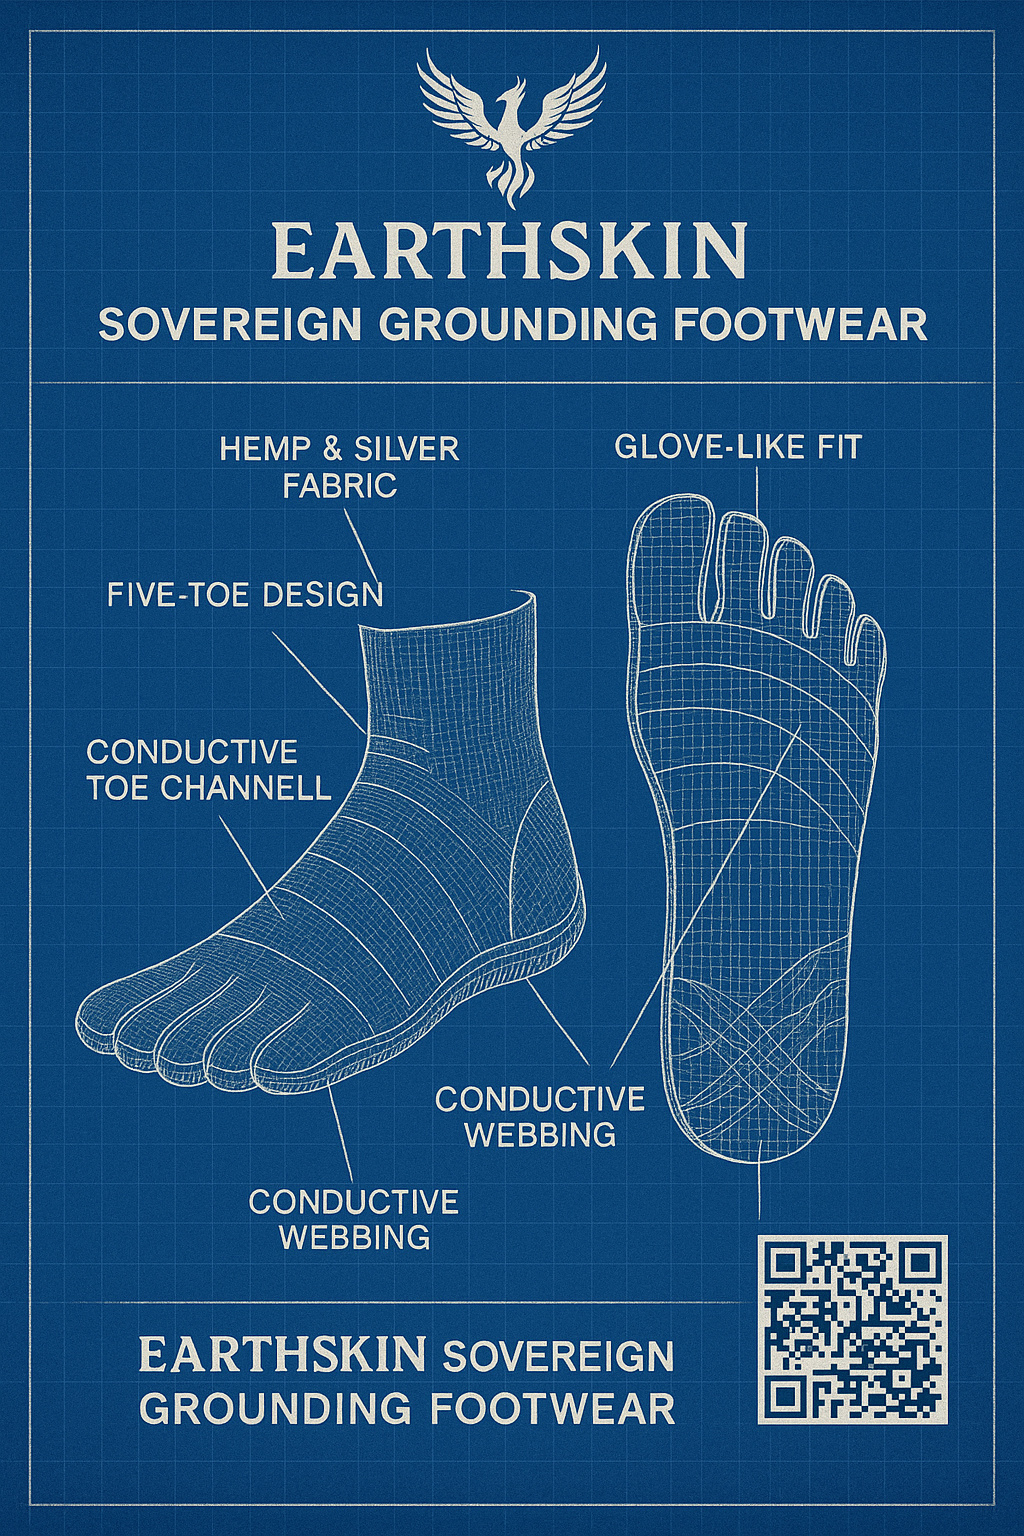 EARTHSKIN
SOVEREIGN GROUNDING FOOTWEAR
HEMP & SILVER
FABRIC
GLOVE-LIKE FIT
FIVE-TOE DESIGN
CONDUCTIVE
TOE CHANNELL
CONDUCTIVE
WEBBING
CONDUCTIVE
WEBBING
EARTHSKIN SOVEREIGN
GROUNDING FOOTWEAR